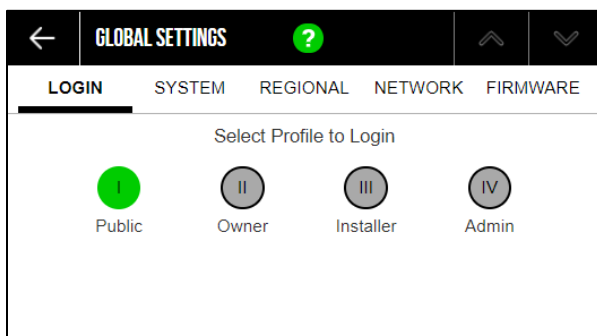 GLOBAL SETTINGS ?
LOGIN SYSTEM REGIONAL NETWORK FIRMWARE
Select Profile to Login
I II III IV
Public Owner Installer Admin